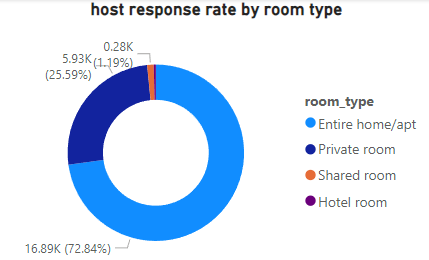 host response rate by room type
0.28K
(1.19%)
5.93K
(25.59%)
16.89K (72.84%)
room_type
Entire home/apt
Private room
Shared room
Hotel room